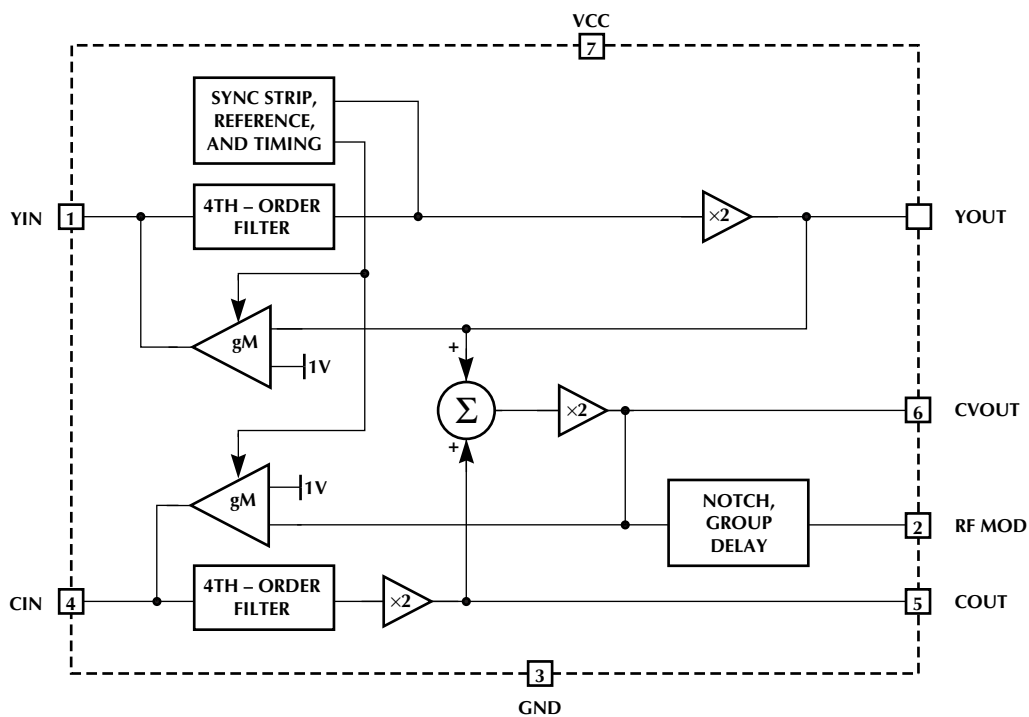 VCC
7
SYNC STRIP,
REFERENCE,
AND TIMING
YIN
1
4TH – ORDER
FILTER
×2
YOUT
gM
1V
+
Σ
+
×2
6
CVOUT
gM
1V
NOTCH,
GROUP
DELAY
2
RF MOD
CIN
4
4TH – ORDER
FILTER
×2
5
COUT
3
GND